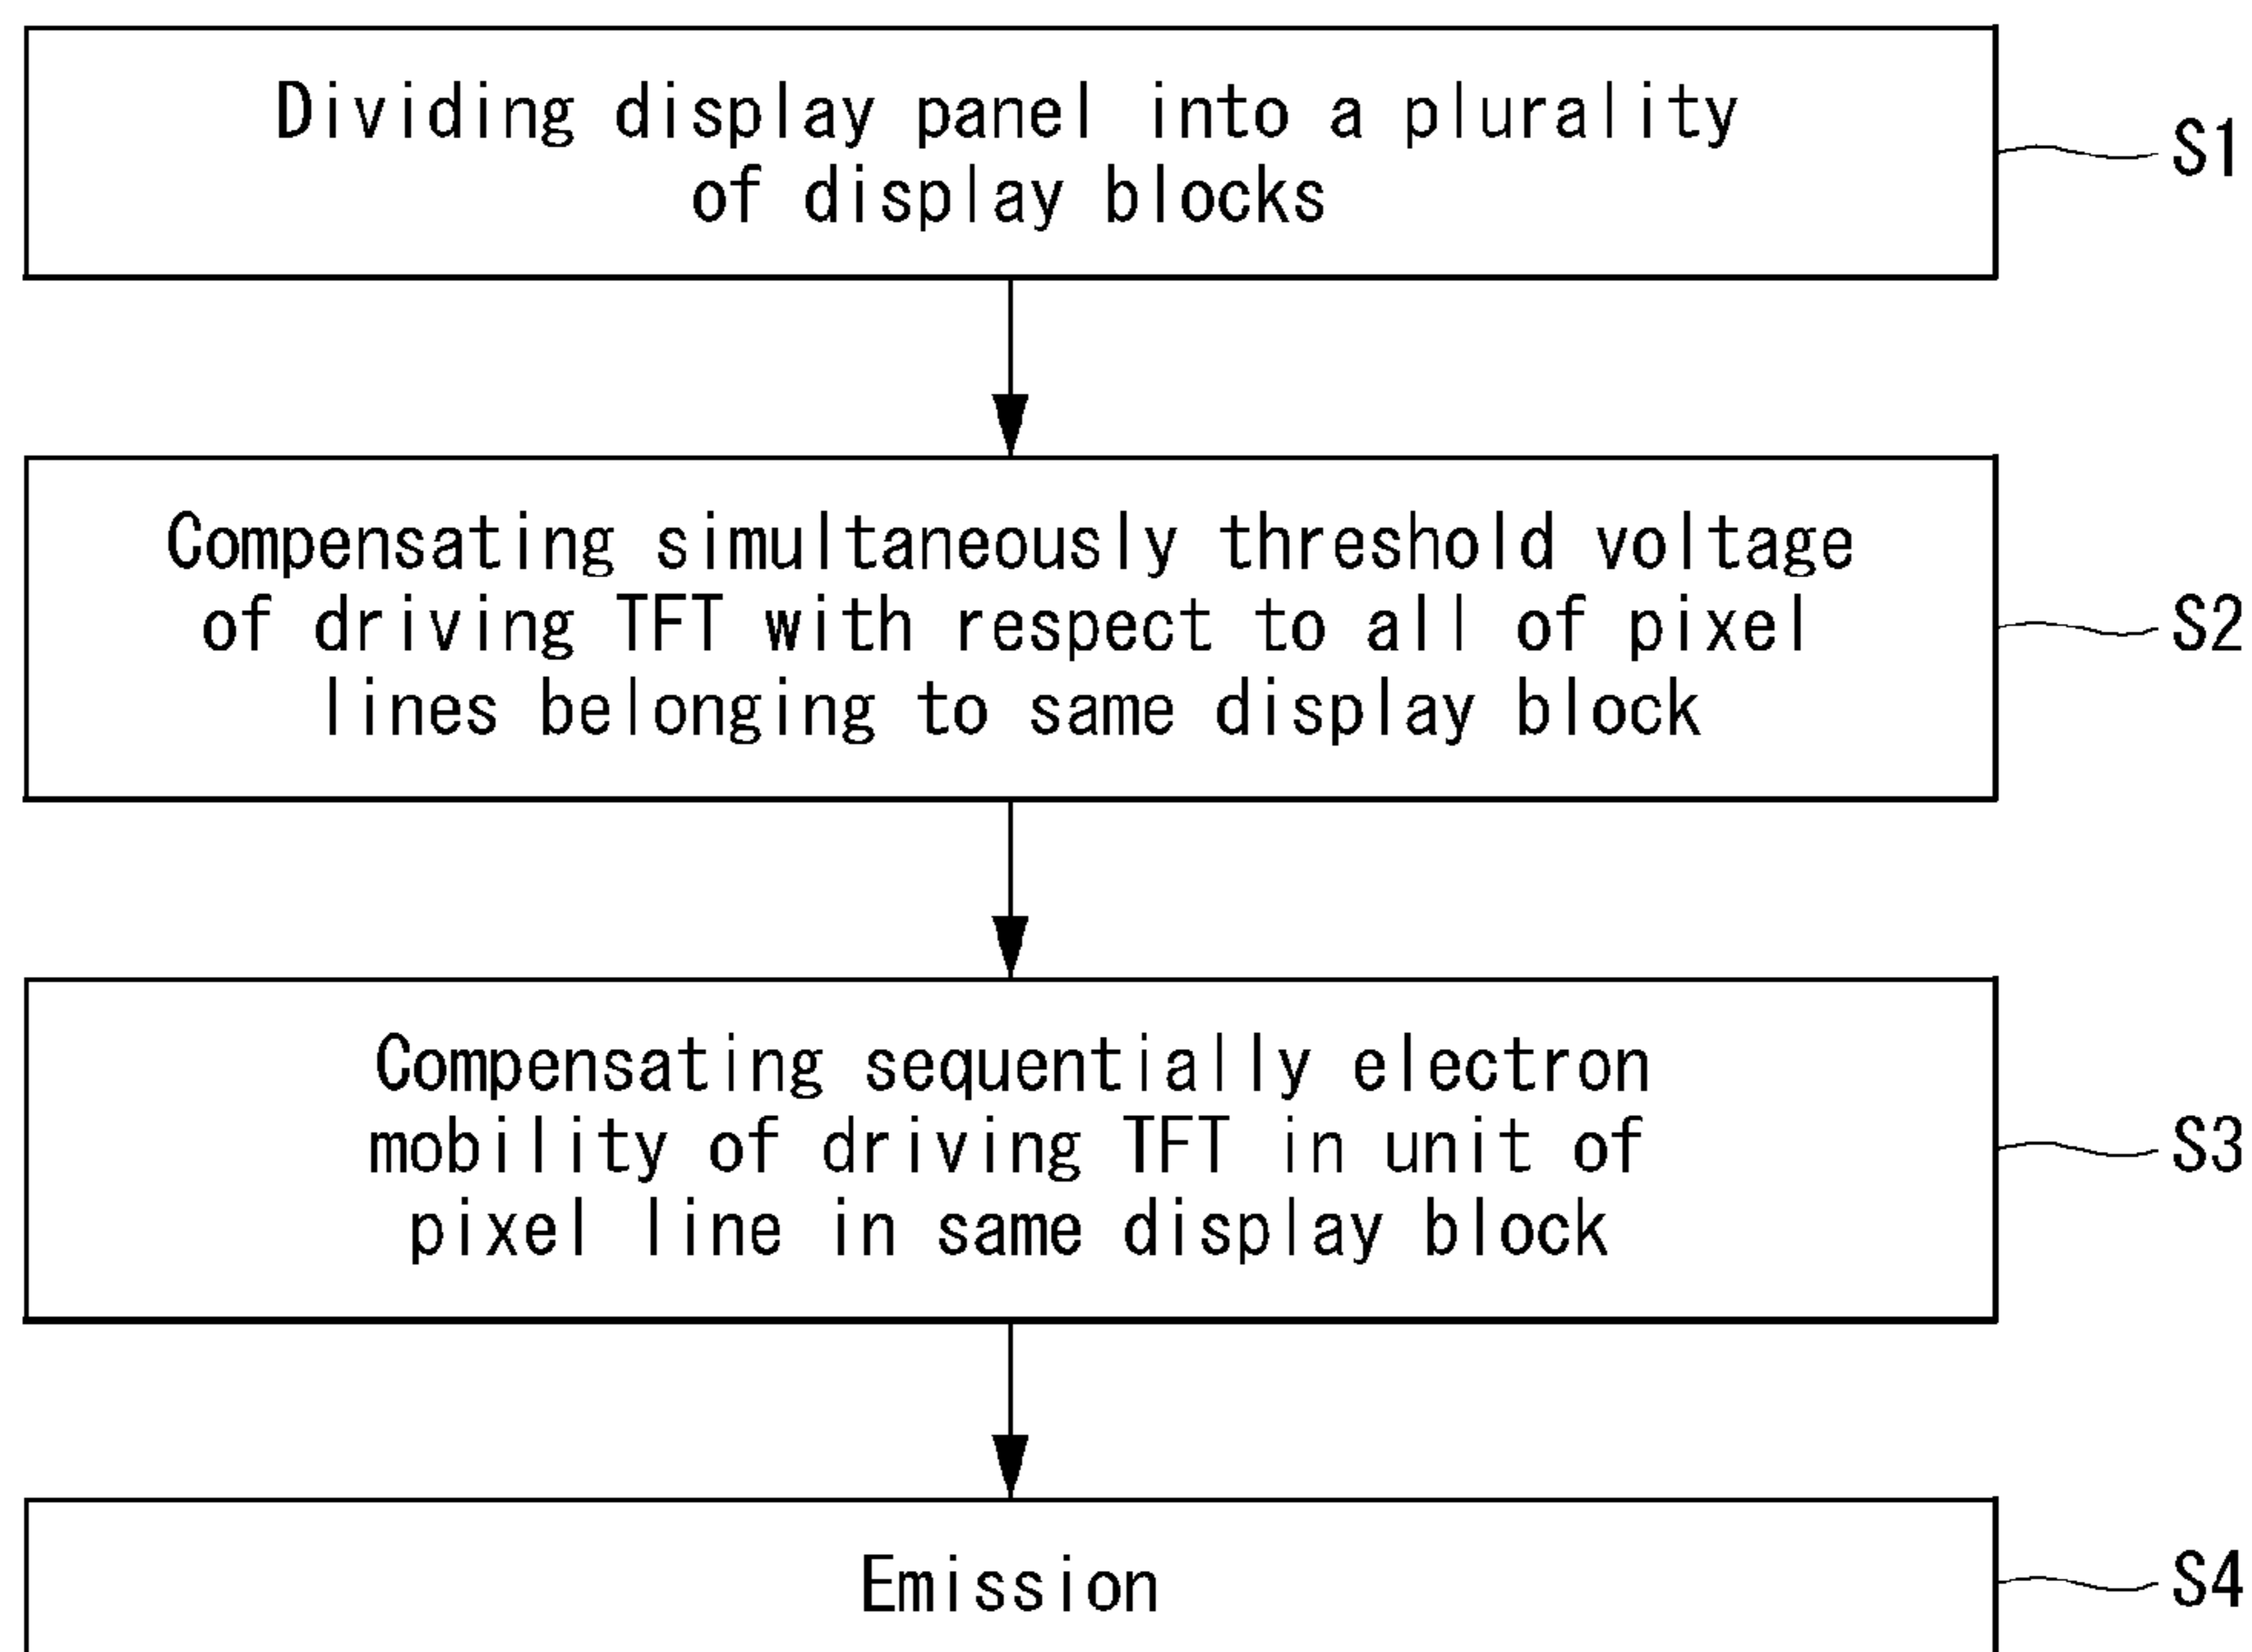 Dividing display panel into a plurality
of display blocks
S1
Compensating simultaneously threshold voltage
of driving TFT with respect to all of pixel
lines belonging to same display block
S2
Compensating sequentially electron
mobility of driving TFT in unit of
pixel line in same display block
S3
Emission
S4